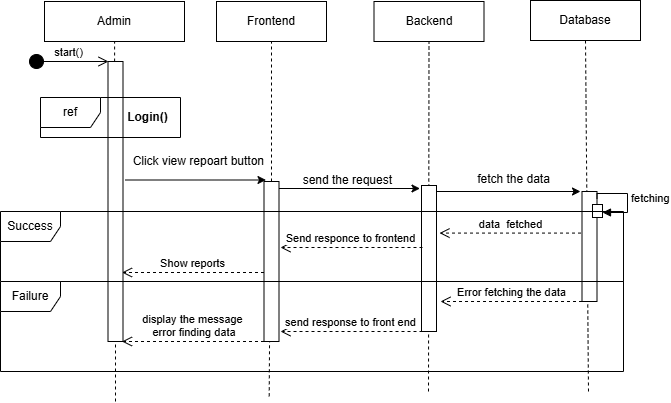 Admin
Frontend
Backend
Database
start()
ref
Login()
Click view repoart button
send the request
fetch the data
fetching
Success
data fetched
Send responce to frontend
Show reports
Failure
Error fetching the data
display the message
error finding data
send response to front end